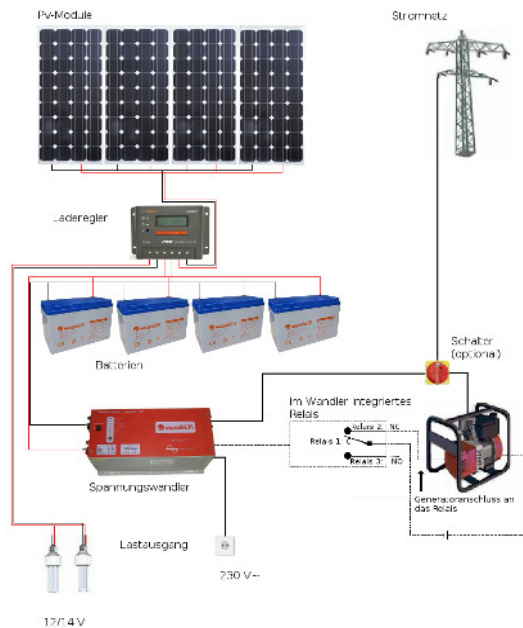 Pv-Module
Stromnetz
Laderegler
Batterien
Schalter
(optional)
im Wandler integriertes
Relais
Relais 2: NC
Relais 1: C
Relais 3: NO
Spannungswandler
Generatoranschluss an
das Relais
Lastausgang
230 V~
12/14 V